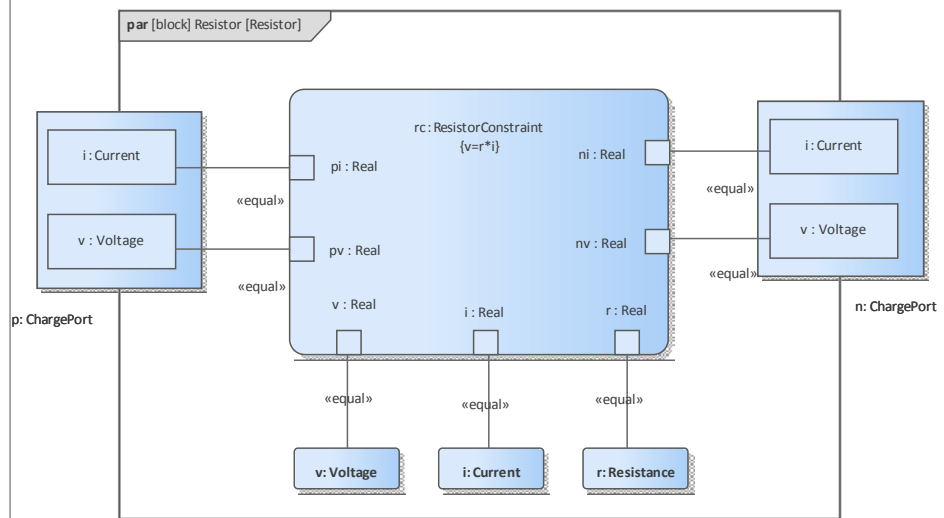 par [block] Resistor [Resistor]
rc : ResistorConstraint
{v=r*i}
i : Current
pi : Real
ni : Real
i : Current
«equal»
«equal»
v : Voltage
pv : Real
nv : Real
v : Voltage
«equal»
«equal»
v : Real
i : Real
r : Real
p: ChargePort
n: ChargePort
«equal»
«equal»
«equal»
v: Voltage
i: Current
r: Resistance